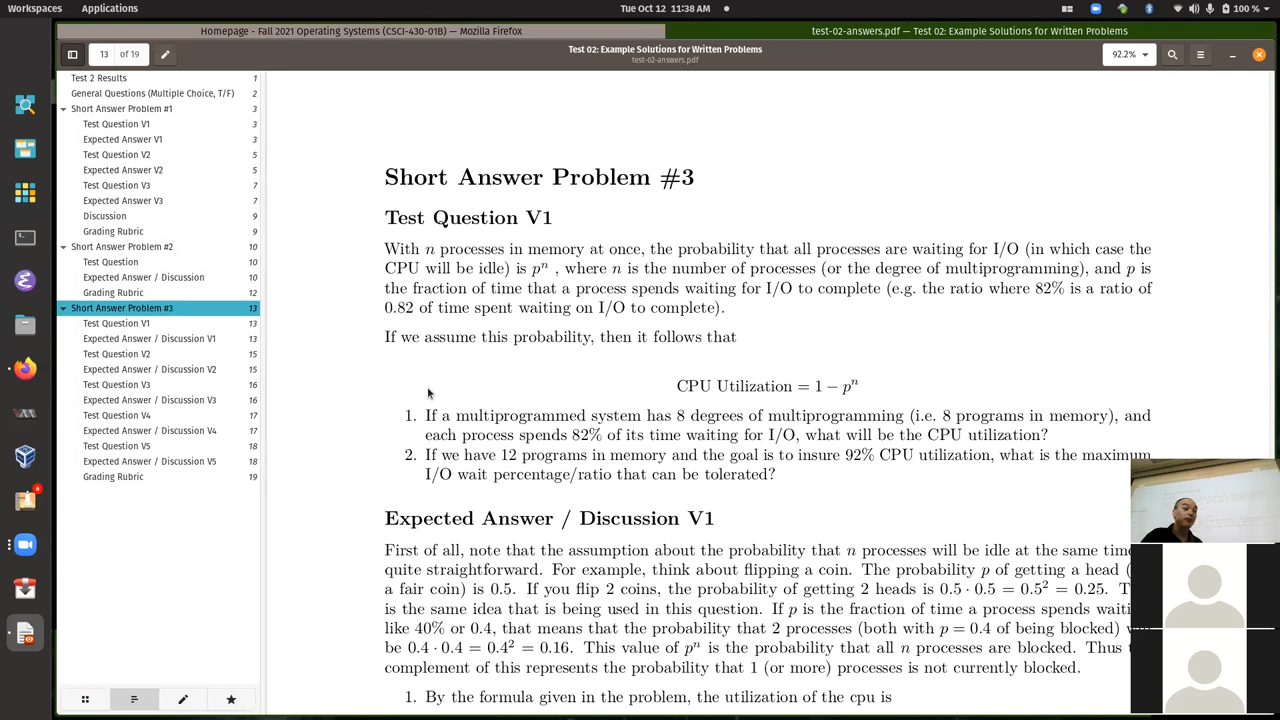 Workspaces Applications Tue Oct 12 11:38 AM 100 %
Homepage - Fall 2021 Operating Systems (CSCI-430-01B) — Mozilla Firefox
test-02-answers.pdf — Test 02: Example Solutions for Written Problems
13 of 19
Test 02: Example Solutions for Written Problems
test-02-answers.pdf
92.2%
Test 2 Results 1
General Questions (Multiple Choice, T/F) 2
Short Answer Problem #1 3
Test Question V1 3
Expected Answer V1 3
Test Question V2 5
Expected Answer V2 5
Test Question V3 7
Expected Answer V3 7
Discussion 9
Grading Rubric 9
Short Answer Problem #2 10
Test Question 10
Expected Answer / Discussion 10
Grading Rubric 12
Short Answer Problem #3 13
Test Question V1 13
Expected Answer / Discussion V1 13
Test Question V2 15
Expected Answer / Discussion V2 15
Test Question V3 16
Expected Answer / Discussion V3 16
Test Question V4 17
Expected Answer / Discussion V4 17
Test Question V5 18
Expected Answer / Discussion V5 18
Grading Rubric 19
Short Answer Problem #3
Test Question V1
With n processes in memory at once, the probability that all processes are waiting for I/O (in which case the
CPU will be idle) is pⁿ , where n is the number of processes (or the degree of multiprogramming), and p is
the fraction of time that a process spends waiting for I/O to complete (e.g. the ratio where 82% is a ratio of
0.82 of time spent waiting on I/O to complete).
If we assume this probability, then it follows that
CPU Utilization = 1 − pⁿ
1. If a multiprogrammed system has 8 degrees of multiprogramming (i.e. 8 programs in memory), and
each process spends 82% of its time waiting for I/O, what will be the CPU utilization?
2. If we have 12 programs in memory and the goal is to insure 92% CPU utilization, what is the maximum
I/O wait percentage/ratio that can be tolerated?
Expected Answer / Discussion V1
First of all, note that the assumption about the probability that n processes will be idle at the same time
quite straightforward. For example, think about flipping a coin. The probability p of getting a head (
a fair coin) is 0.5. If you flip 2 coins, the probability of getting 2 heads is 0.5 · 0.5 = 0.5² = 0.25. T
is the same idea that is being used in this question. If p is the fraction of time a process spends waiti
like 40% or 0.4, that means that the probability that 2 processes (both with p = 0.4 of being blocked) w
be 0.4 · 0.4 = 0.4² = 0.16. This value of pⁿ is the probability that all n processes are blocked. Thus t
complement of this represents the probability that 1 (or more) processes is not currently blocked.
1. By the formula given in the problem, the utilization of the cpu is